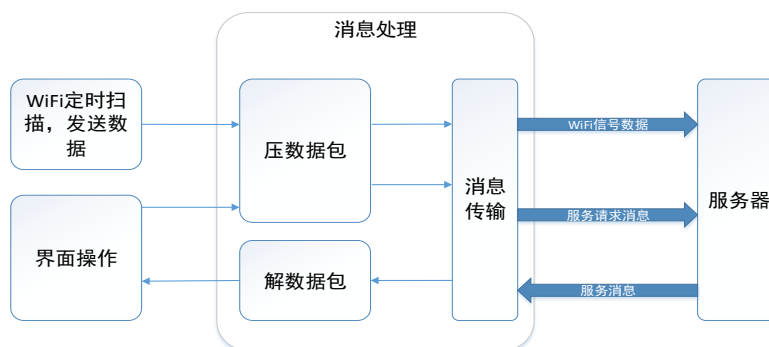 消息处理
WiFi定时扫
描，发送数
据
压数据包
WiFi信号数据
消息
传输
服务请求消息
服务器
界面操作
解数据包
服务消息